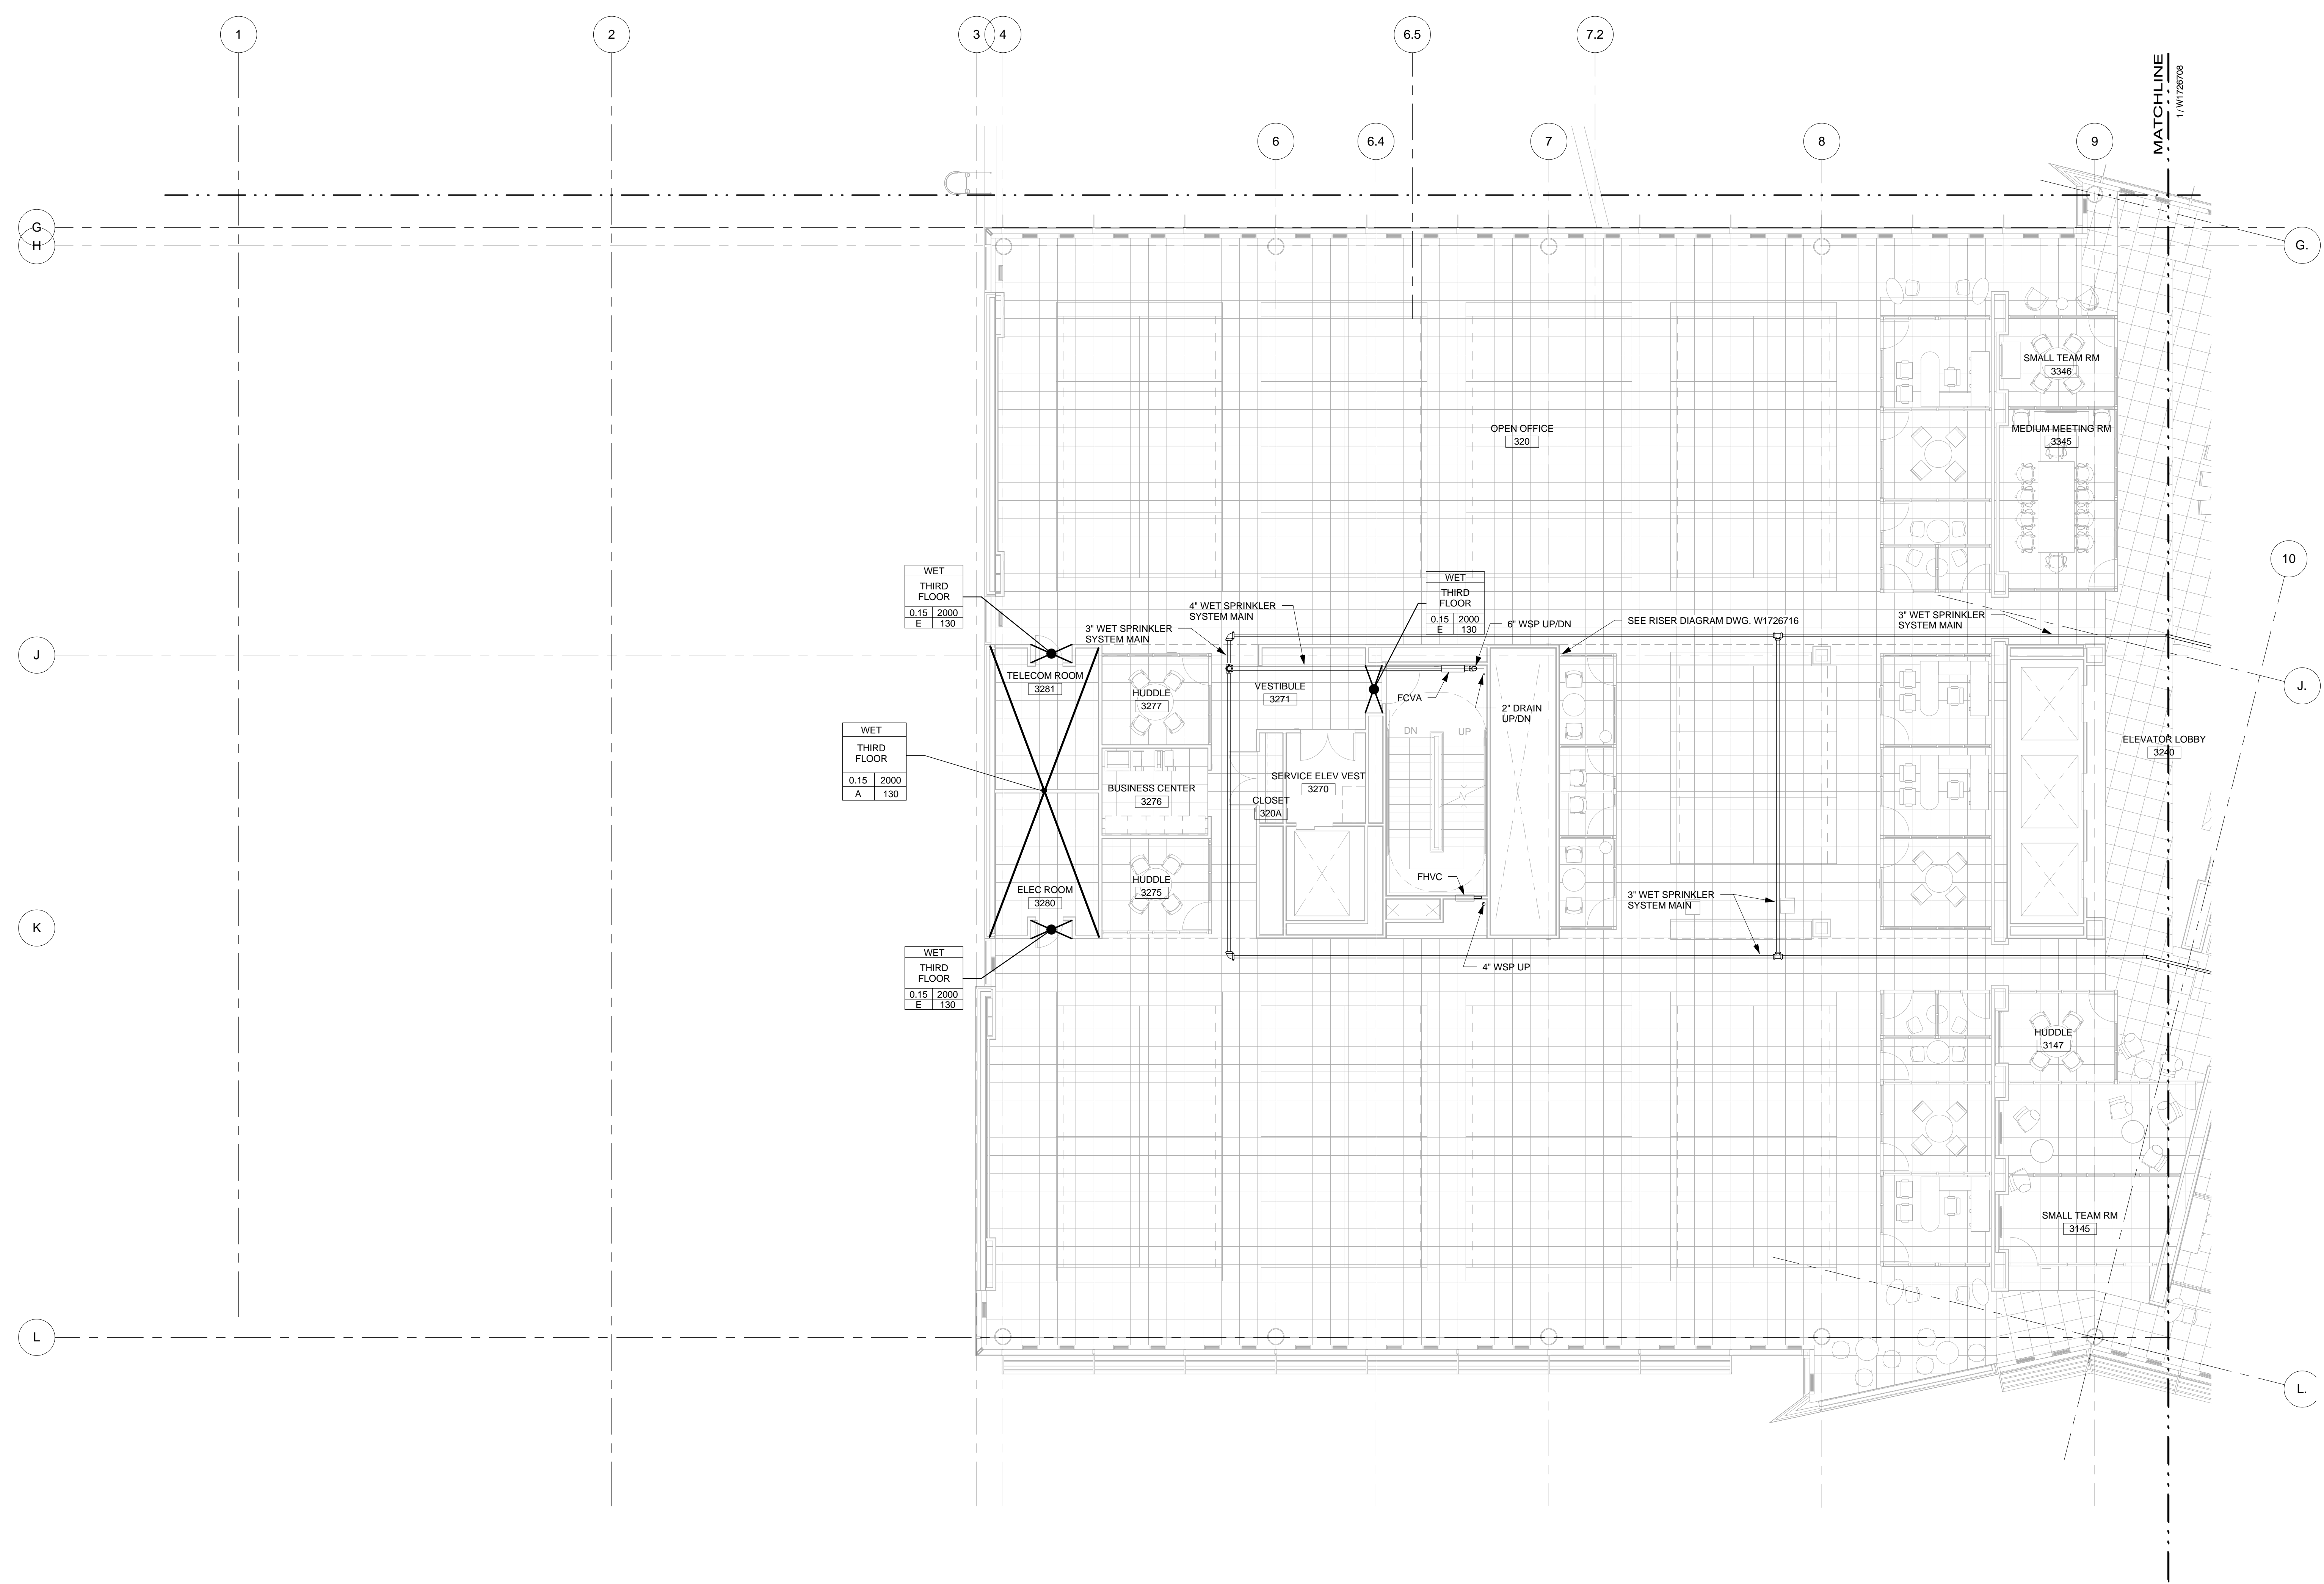 1
2
3
4
6.5
7.2
MATCHLINE
1 / W1726708
6
6.4
7
8
9
G
H
G.
SMALL TEAM RM
3346
OPEN OFFICE
320
MEDIUM MEETING RM
3345
10
WET
THIRD
FLOOR
0.15 2000
E 130
WET
THIRD
FLOOR
0.15 2000
E 130
4" WET SPRINKLER
SYSTEM MAIN
3" WET SPRINKLER
SYSTEM MAIN
6" WSP UP/DN
SEE RISER DIAGRAM DWG. W1726716
3" WET SPRINKLER
SYSTEM MAIN
J
J.
TELECOM ROOM
3281
HUDDLE
3277
VESTIBULE
3271
FCVA
2" DRAIN
UP/DN
DN
UP
WET
THIRD
FLOOR
0.15 2000
A 130
ELEVATOR LOBBY
3240
SERVICE ELEV VEST
3270
BUSINESS CENTER
3276
CLOSET
320A
ELEC ROOM
3280
HUDDLE
3275
FHVC
3" WET SPRINKLER
SYSTEM MAIN
K
WET
THIRD
FLOOR
0.15 2000
E 130
4" WSP UP
HUDDLE
3147
SMALL TEAM RM
3145
L
L.